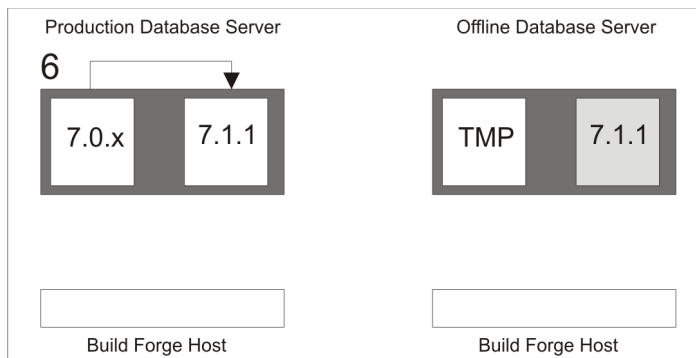 Production Database Server
Offline Database Server
6
7.0.x
7.1.1
TMP
7.1.1
Build Forge Host
Build Forge Host